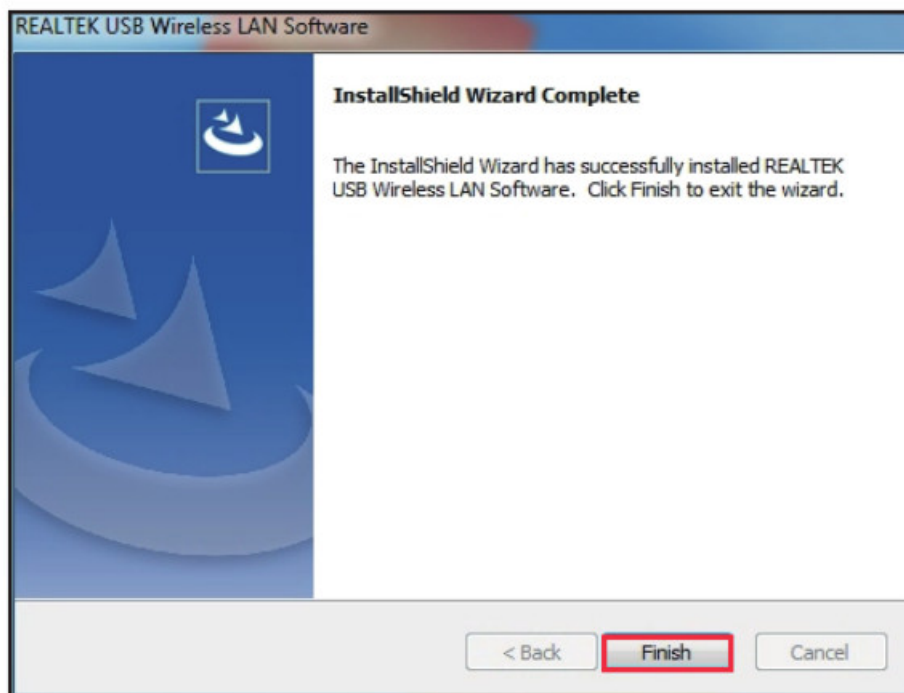 REALTEK USB Wireless LAN Software
InstallShield Wizard Complete
The InstallShield Wizard has successfully installed REALTEK
USB Wireless LAN Software.  Click Finish to exit the wizard.
< Back
Finish
Cancel